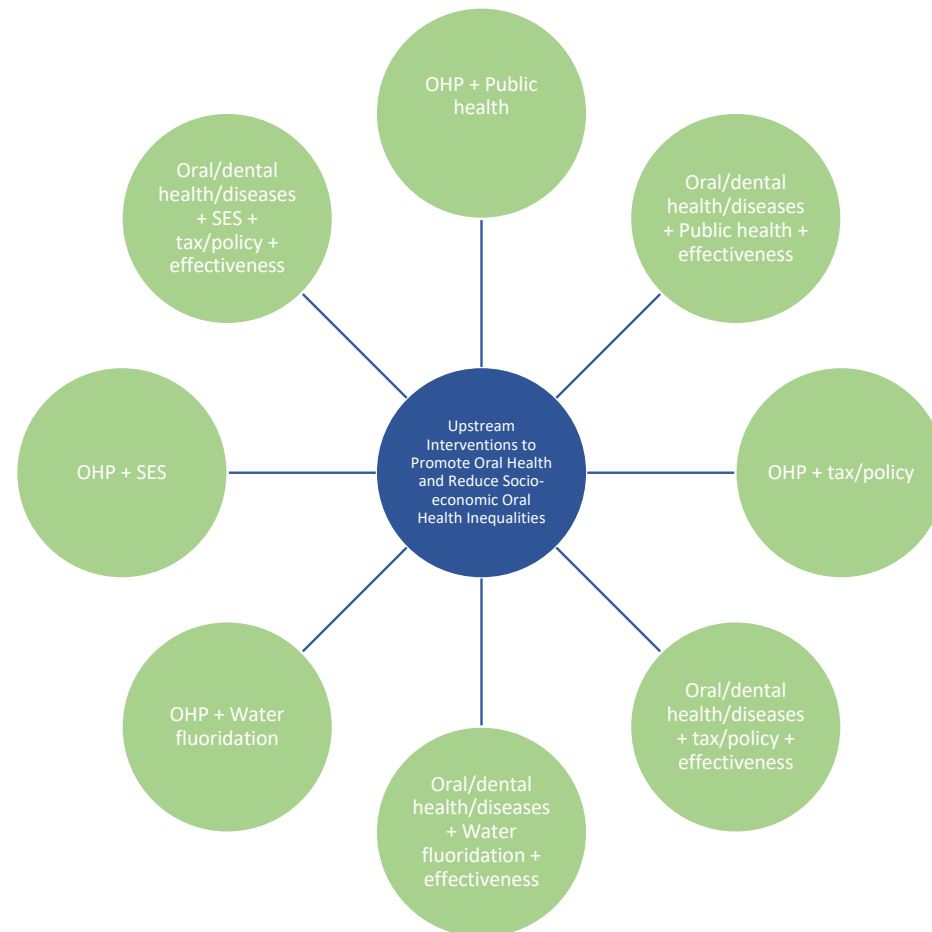 OHP + Public
health
Oral/dental
health/diseases
+ Public health +
effectiveness
OHP + tax/policy
Oral/dental
health/diseases
+ tax/policy +
effectiveness
Oral/dental
health/diseases
+ Water
fluoridation +
effectiveness
OHP + Water
fluoridation
OHP + SES
Oral/dental
health/diseases
+ SES +
tax/policy +
effectiveness
Upstream
Interventions to
Promote Oral Health
and Reduce Socio-
economic Oral
Health Inequalities